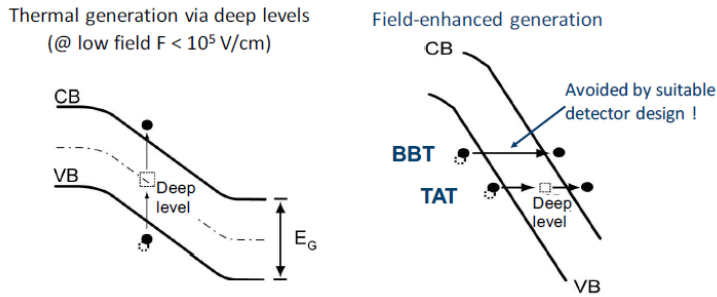 Thermal generation via deep levels
(@ low field F < 10⁵ V/cm)
CB
VB
Deep
level
E_G
Field-enhanced generation
CB
Avoided by suitable
detector design !
BBT
TAT
Deep
level
VB